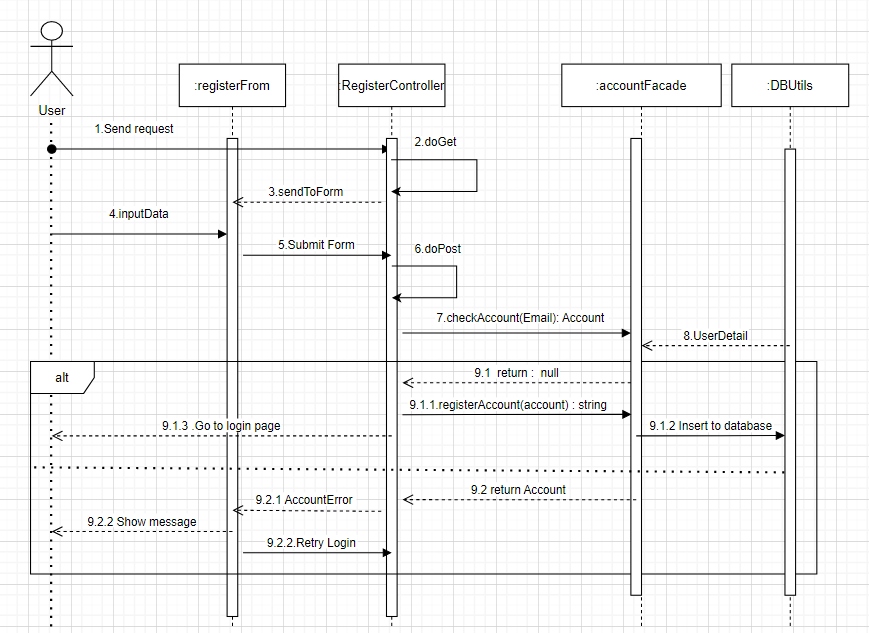 :registerFrom
:RegisterController
:accountFacade
:DBUtils
User
1.Send request
2.doGet
3.sendToForm
4.inputData
5.Submit Form
6.doPost
7.checkAccount(Email): Account
8.UserDetail
alt
9.1  return :  null
9.1.1.registerAccount(account) : string
9.1.3 .Go to login page
9.1.2 Insert to database
9.2 return Account
9.2.1 AccountError
9.2.2 Show message
9.2.2.Retry Login